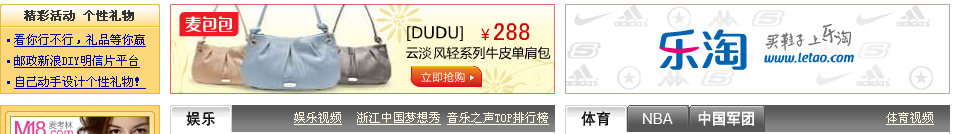 精彩活动 个性礼物
• 看你行不行，礼品等你赢
• 邮政新浪DIY明信片平台
• 自己动手设计个性礼物！
麦包包
[DUDU] ￥288
云淡风轻系列牛皮单肩包
立即抢购
乐淘
买鞋子上乐淘
www.letao.com
M18.com 麦考林
娱乐 娱乐视频 浙江中国梦想秀 音乐之声TOP排行榜
体育 NBA 中国军团 体育视频